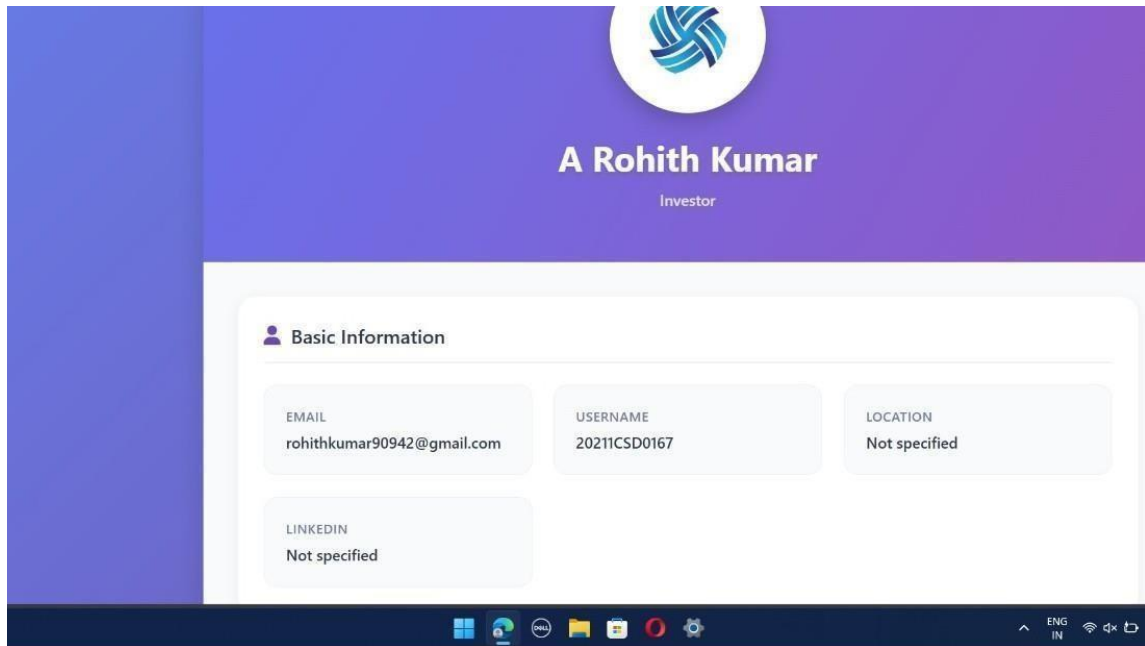 A Rohith Kumar
Investor
Basic Information
EMAIL
rohithkumar90942@gmail.com
USERNAME
20211CSD0167
LOCATION
Not specified
LINKEDIN
Not specified
DELL
ENG
IN